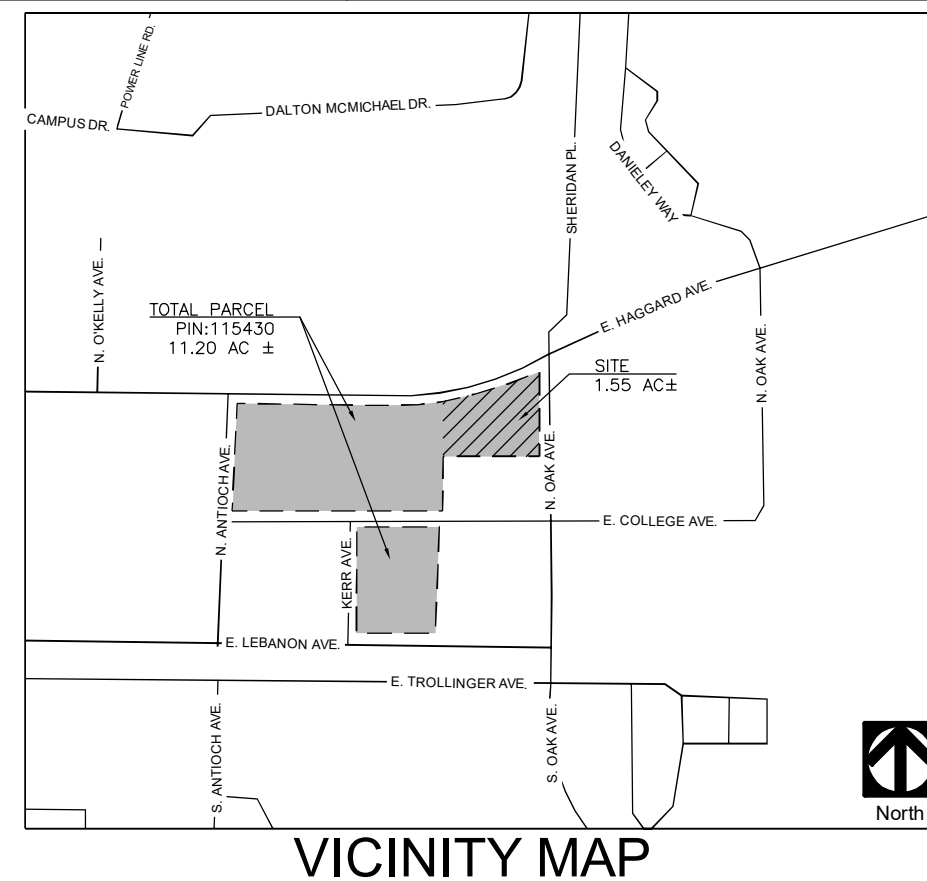 POWER LINE RD.
CAMPUS DR.
DALTON MCMICHAEL DR.
SHERIDAN PL.
DANIELEY WAY
N. O'KELLY AVE.
TOTAL PARCEL
PIN:115430
11.20 AC ±
E. HAGGARD AVE.
SITE
1.55 AC±
N. OAK AVE.
N. OAK AVE.
N. ANTIOCH AVE.
E. COLLEGE AVE.
KERR AVE.
E. LEBANON AVE.
E. TROLLINGER AVE.
S. ANTIOCH AVE.
S. OAK AVE.
North
VICINITY MAP